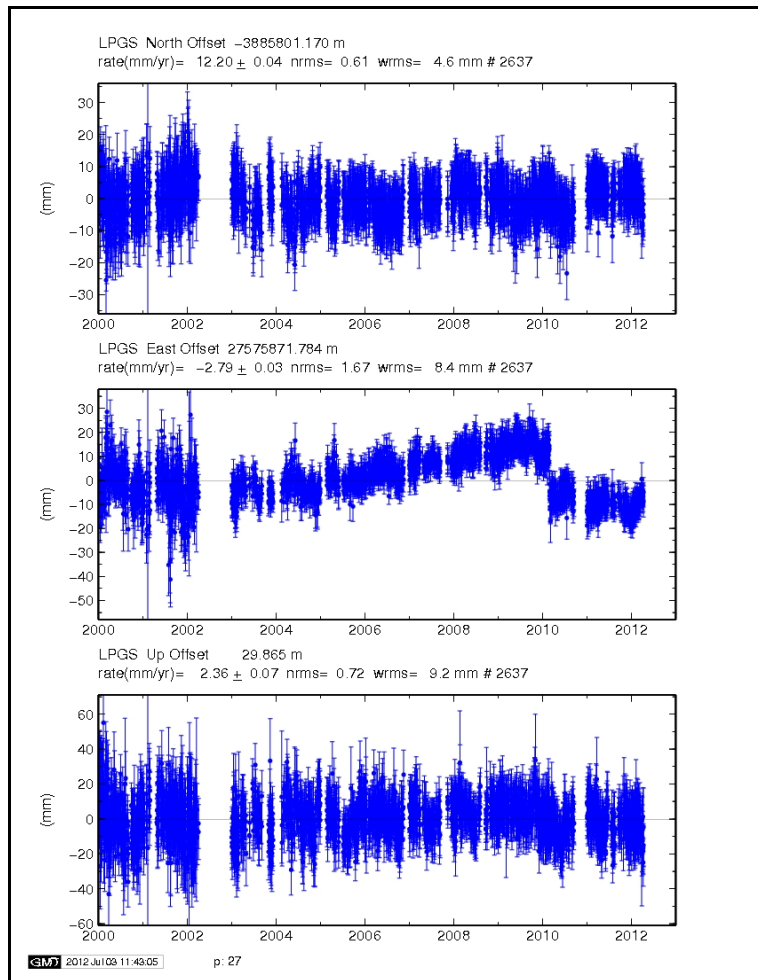 LPGS North Offset -3885801.170 m
rate(mm/yr)= 12.20 ± 0.04 nrms= 0.61 wrms= 4.6 mm # 2637
30
20
10
0
-10
-20
-30
(mm)
2000 2002 2004 2006 2008 2010 2012
LPGS East Offset 27575871.784 m
rate(mm/yr)= -2.79 ± 0.03 nrms= 1.67 wrms= 8.4 mm # 2637
30
20
10
0
-10
-20
-30
-40
-50
(mm)
2000 2002 2004 2006 2008 2010 2012
LPGS Up Offset 29.865 m
rate(mm/yr)= 2.36 ± 0.07 nrms= 0.72 wrms= 9.2 mm # 2637
60
40
20
0
-20
-40
-60
(mm)
2000 2002 2004 2006 2008 2010 2012
GMT 2012 Jul 03 11:43:05 p: 27